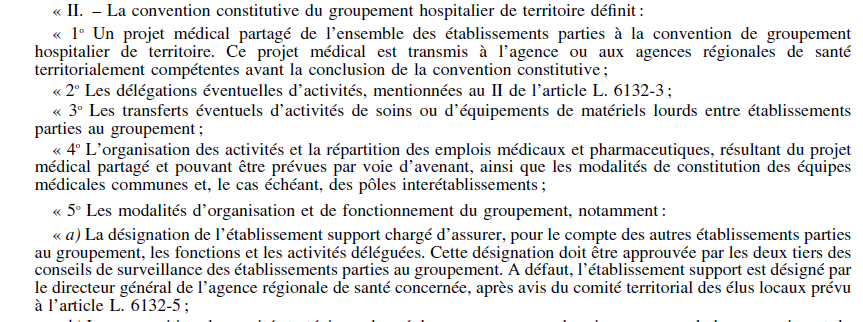 « II. – La convention constitutive du groupement hospitalier de territoire définit :
« 1o Un projet médical partagé de l'ensemble des établissements parties à la convention de groupement
hospitalier de territoire. Ce projet médical est transmis à l'agence ou aux agences régionales de santé
territorialement compétentes avant la conclusion de la convention constitutive ;
« 2o Les délégations éventuelles d'activités, mentionnées au II de l'article L. 6132-3 ;
« 3o Les transferts éventuels d'activités de soins ou d'équipements de matériels lourds entre établissements
parties au groupement ;
« 4o L'organisation des activités et la répartition des emplois médicaux et pharmaceutiques, résultant du projet
médical partagé et pouvant être prévues par voie d'avenant, ainsi que les modalités de constitution des équipes
médicales communes et, le cas échéant, des pôles interétablissements ;
« 5o Les modalités d'organisation et de fonctionnement du groupement, notamment :
« a) La désignation de l'établissement support chargé d'assurer, pour le compte des autres établissements parties
au groupement, les fonctions et les activités déléguées. Cette désignation doit être approuvée par les deux tiers des
conseils de surveillance des établissements parties au groupement. A défaut, l'établissement support est désigné par
le directeur général de l'agence régionale de santé concernée, après avis du comité territorial des élus locaux prévu
à l'article L. 6132-5 ;